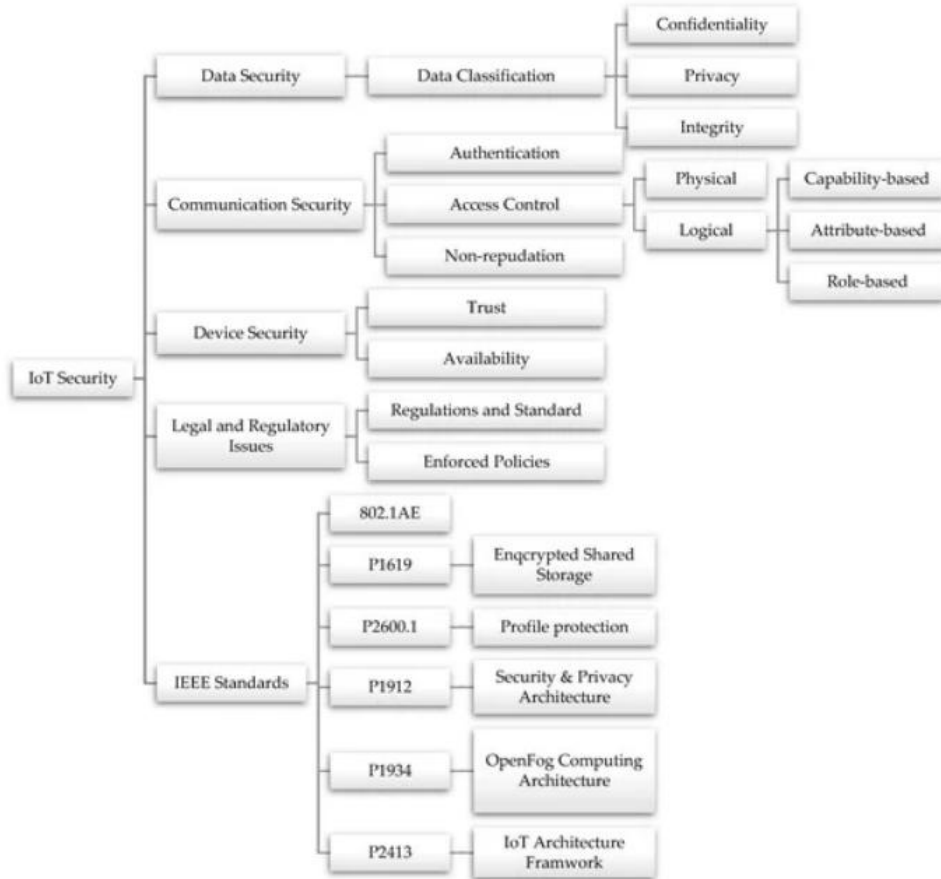 Confidentiality
Data Security
Data Classification
Privacy
Integrity
Authentication
Physical
Capability-based
Communication Security
Access Control
Logical
Attribute-based
Non-repudation
Role-based
Trust
Device Security
Availability
IoT Security
Regulations and Standard
Legal and Regulatory
Issues
Enforced Policies
802.1AE
P1619
Enqcrypted Shared
Storage
P2600.1
Profile protection
IEEE Standards
P1912
Security & Privacy
Architecture
P1934
OpenFog Computing
Architecture
P2413
IoT Architecture
Framwork